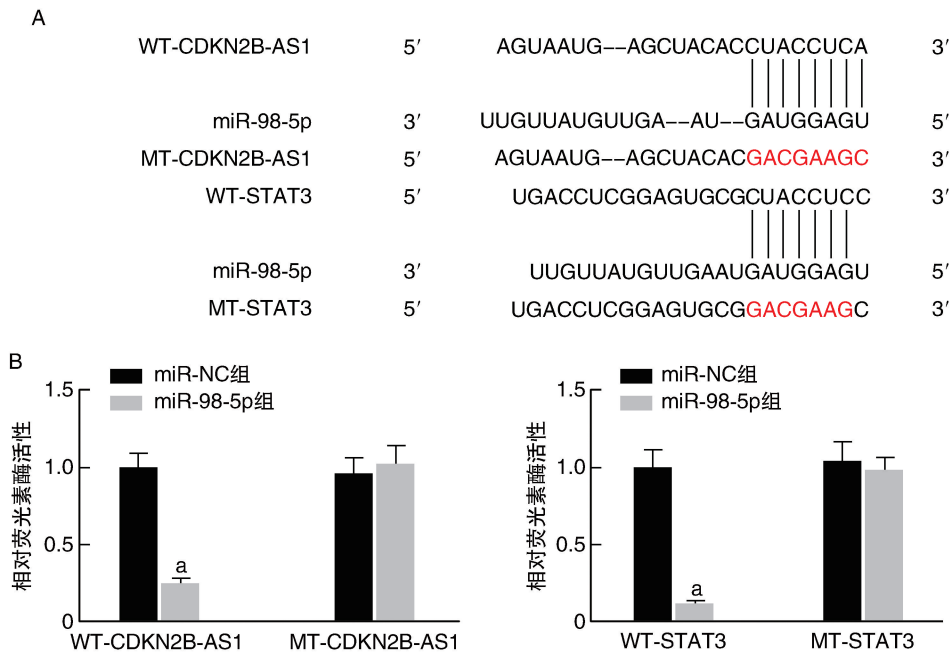 A
WT-CDKN2B-AS1 5′ AGUAAUG--AGCUACACCUACCUCA 3′
miR-98-5p 3′ UUGUUAUGUUGA--AU--GAUGGAGU 5′
MT-CDKN2B-AS1 5′ AGUAAUG--AGCUACACGACGAAGC 3′
WT-STAT3 5′ UGACCUCGGAGUGCGCUACCUCC 3′
miR-98-5p 3′ UUGUUAUGUUGAAUGAUGGAGU 5′
MT-STAT3 5′ UGACCUCGGAGUGCGGACGAAGC 3′
B
miR-NC组
miR-98-5p组
相对荧光素酶活性
1.5
1.0
0.5
0
a
WT-CDKN2B-AS1 MT-CDKN2B-AS1
miR-NC组
miR-98-5p组
相对荧光素酶活性
1.5
1.0
0.5
0
a
WT-STAT3 MT-STAT3